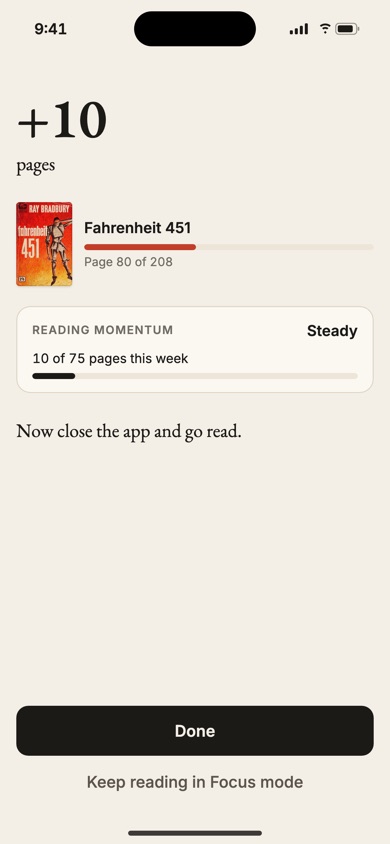 9:41
+10
pages
RAY BRADBURY
fahrenheit
451
Fahrenheit 451
Page 80 of 208
READING MOMENTUM
Steady
10 of 75 pages this week
Now close the app and go read.
Done
Keep reading in Focus mode